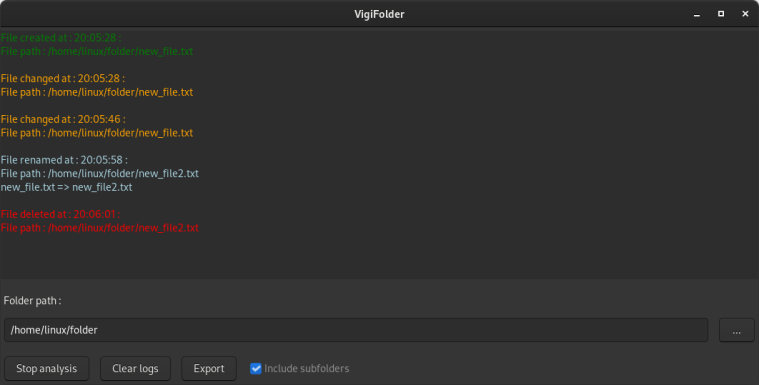 VigiFolder
File created at : 20:05:28 :
File path : /home/linux/folder/new_file.txt
File changed at : 20:05:28 :
File path : /home/linux/folder/new_file.txt
File changed at : 20:05:46 :
File path : /home/linux/folder/new_file.txt
File renamed at : 20:05:58 :
File path : /home/linux/folder/new_file2.txt
new_file.txt => new_file2.txt
File deleted at : 20:06:01 :
File path : /home/linux/folder/new_file2.txt
Folder path :
/home/linux/folder ...
Stop analysis Clear logs Export Include subfolders